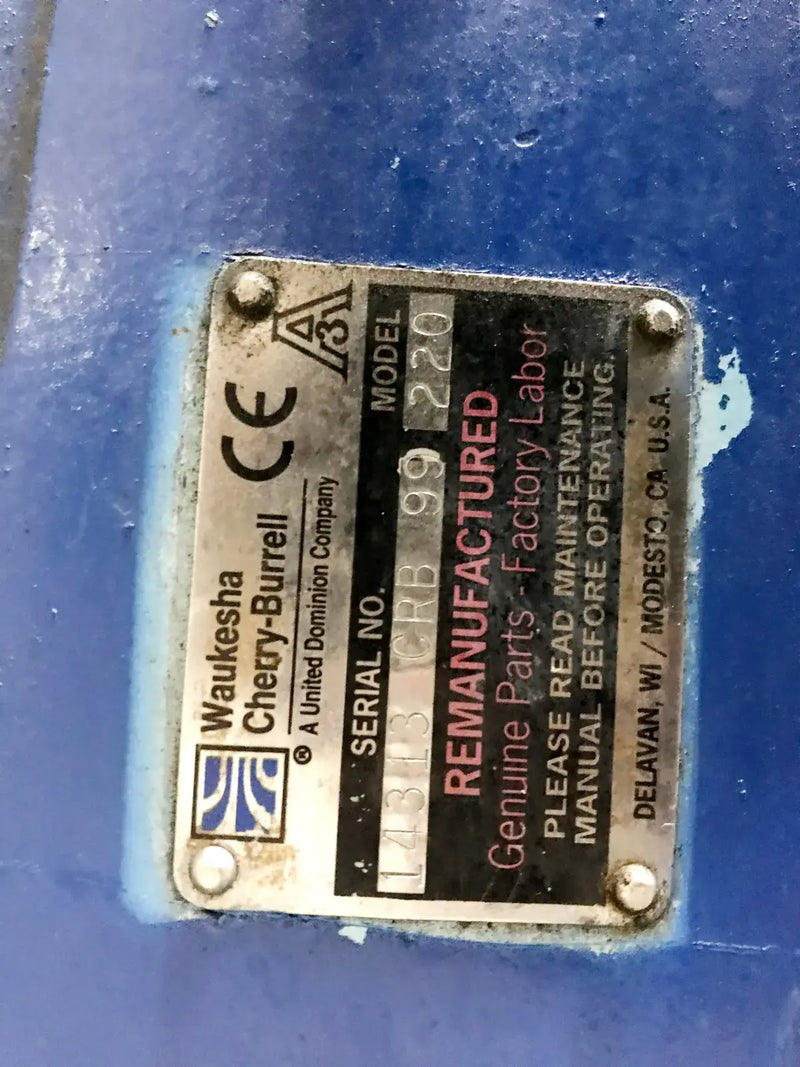 Waukesha
Cherry-Burrell
® A United Dominion Company
CE
A
3
SERIAL NO. MODEL
14313 CRB 99 220
REMANUFACTURED
Genuine Parts - Factory Labor
PLEASE READ MAINTENANCE
MANUAL BEFORE OPERATING.
DELAVAN, WI / MODESTO, CA U.S.A.